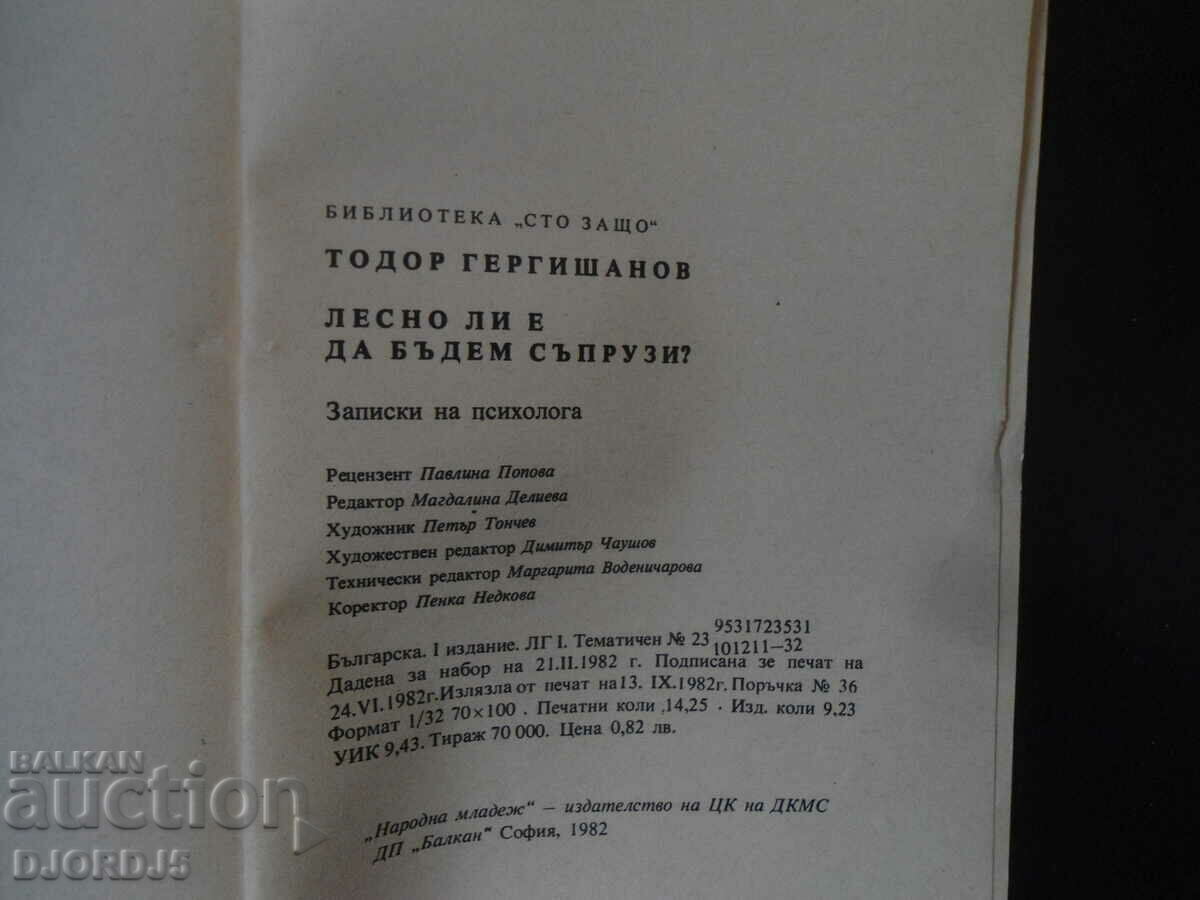 БИБЛИОТЕКА „СТО ЗАЩО“
ТОДОР ГЕРГИШАНОВ
ЛЕСНО ЛИ Е
ДА БЪДЕМ СЪПРУЗИ?
Записки на психолога
Рецензент Павлина Попова
Редактор Магдалина Делиева
Художник Петър Тончев
Художествен редактор Димитър Чаушов
Технически редактор Маргарита Воденичарова
Коректор Пенка Недкова
Българска. I издание. ЛГ I. Тематичен № 23 9531723531
101211—32
Дадена за набор на 21.II.1982 г. Подписана зе печат на
24.VI.1982г.Излязла от печат на13. IX.1982г. Поръчка № 36
Формат 1/32 70×100 . Печатни коли 14,25 . Изд. коли 9,23
УИК 9,43. Тираж 70 000. Цена 0,82 лв.
„Народна младеж“ — издателство на ЦК на ДКМС
ДП „Балкан“ София, 1982
BALKAN
auction
DJORDJ5